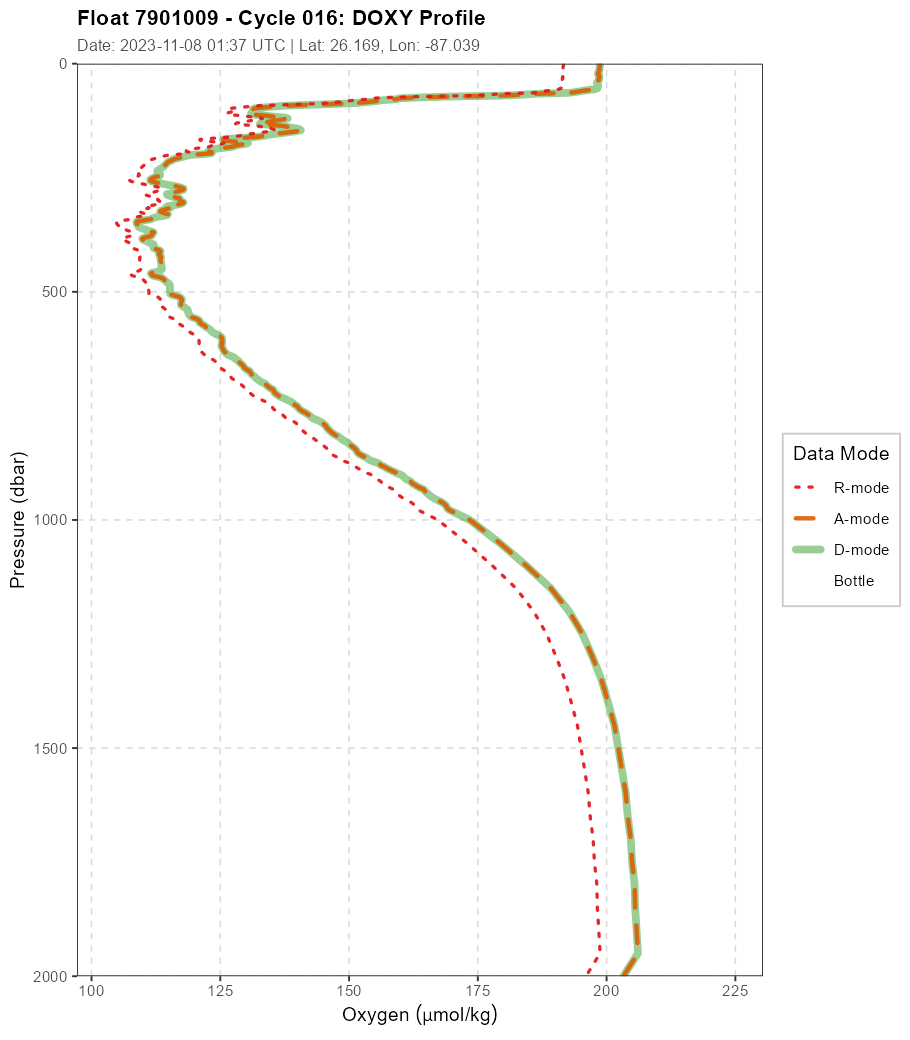 Float 7901009 - Cycle 016: DOXY Profile
Date: 2023-11-08 01:37 UTC | Lat: 26.169, Lon: -87.039
0
500
1000
1500
2000
Pressure (dbar)
100 125 150 175 200 225
Oxygen (μmol/kg)
Data Mode
R-mode
A-mode
D-mode
Bottle